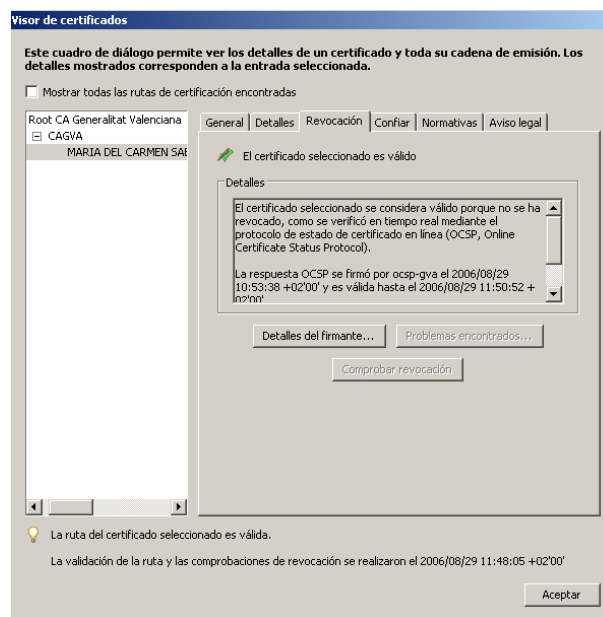 Visor de certificados
Este cuadro de diálogo permite ver los detalles de un certificado y toda su cadena de emisión. Los
detalles mostrados corresponden a la entrada seleccionada.
Mostrar todas las rutas de certificación encontradas
Root CA Generalitat Valenciana
CAGVA
MARIA DEL CARMEN SAE
General
Detalles
Revocación
Confiar
Normativas
Aviso legal
El certificado seleccionado es válido
Detalles
El certificado seleccionado se considera válido porque no se ha
revocado, como se verificó en tiempo real mediante el
protocolo de estado de certificado en línea (OCSP, Online
Certificate Status Protocol).
La respuesta OCSP se firmó por ocsp-gva el 2006/08/29
10:53:38 +02'00' y es válida hasta el 2006/08/29 11:50:52 +
02'00'
Detalles del firmante...
Problemas encontrados...
Comprobar revocación
La ruta del certificado seleccionado es válida.
La validación de la ruta y las comprobaciones de revocación se realizaron el 2006/08/29 11:48:05 +02'00'
Aceptar